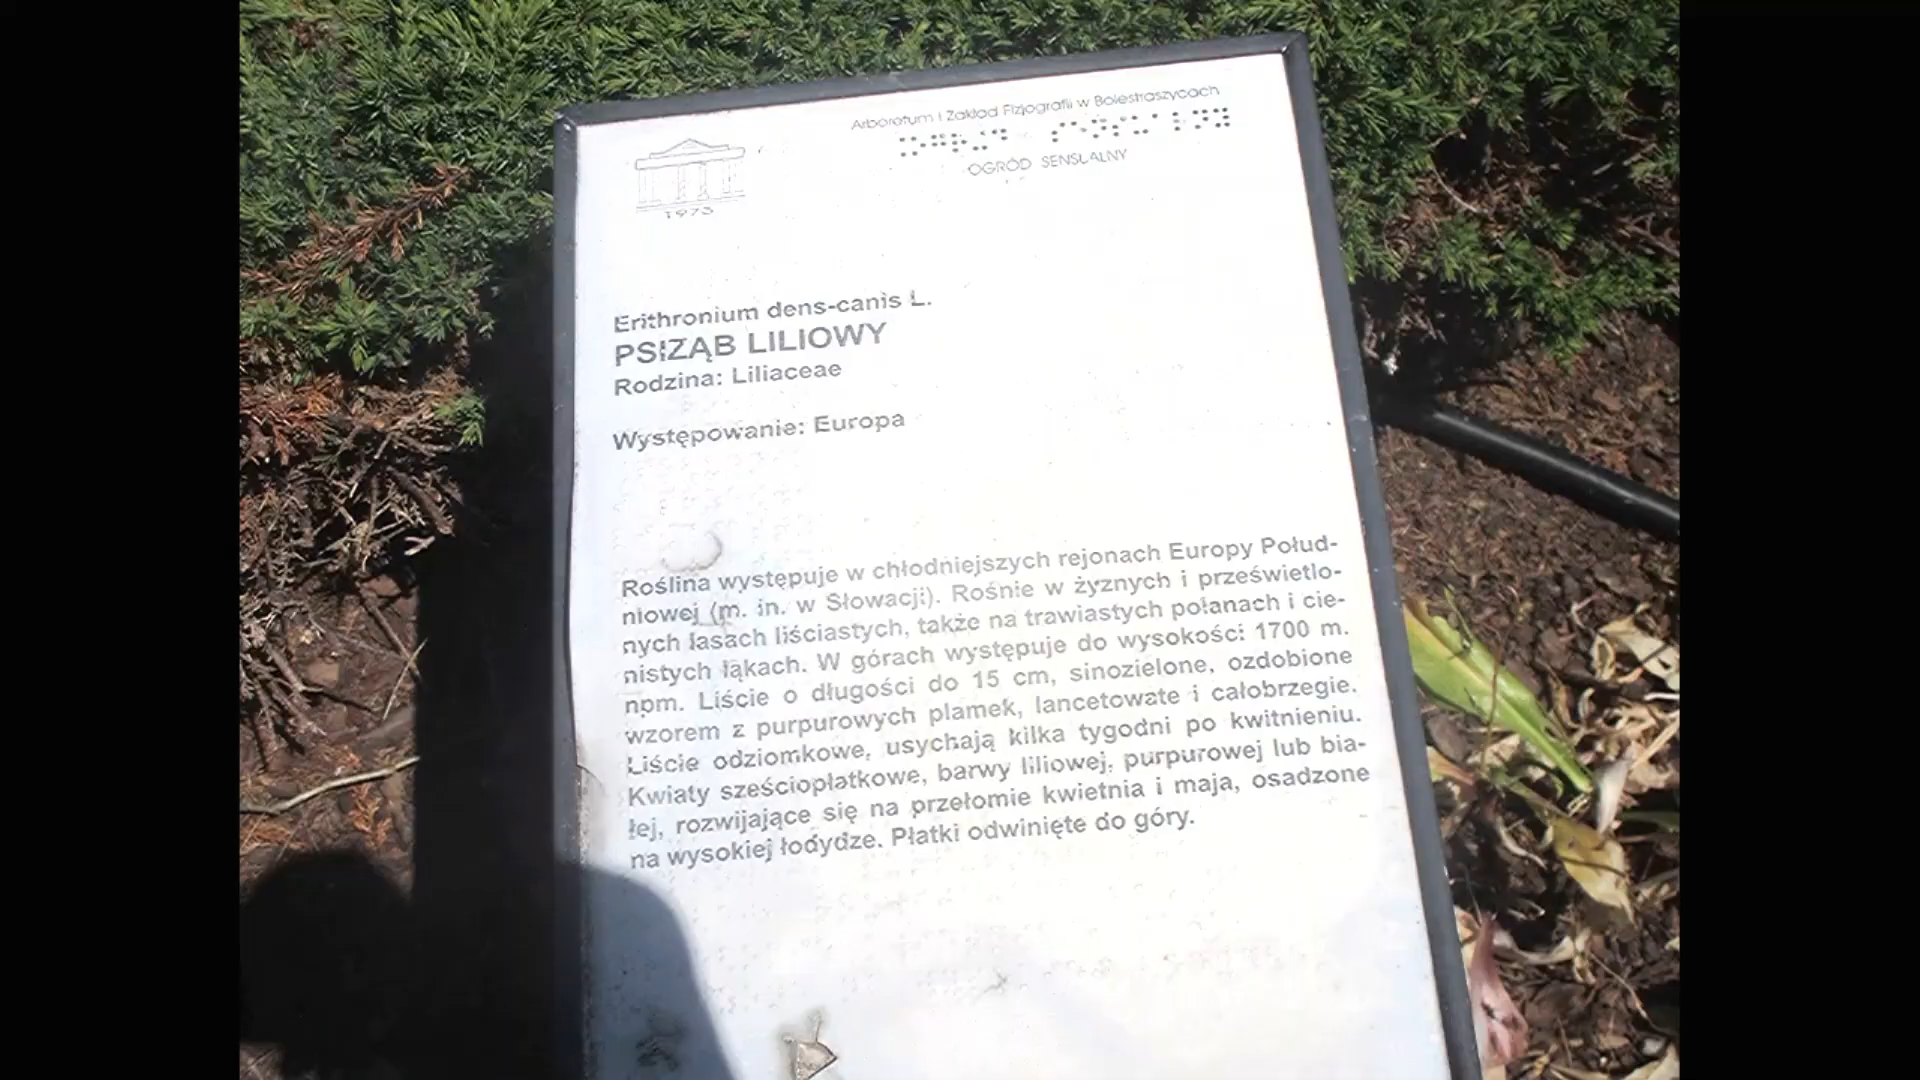 Arboretum i Zakład Fizjografii w Bolestraszycach
OGRÓD SENSUALNY
1975
Erithronium dens-canis L.
PSIZĄB LILIOWY
Rodzina: Liliaceae
Występowanie: Europa
Roślina występuje w chłodniejszych rejonach Europy Połud-
niowej (m. in. w Słowacji). Rośnie w żyznych i prześwietlo-
nych lasach liściastych, także na trawiastych polanach i cie-
nistych łąkach. W górach występuje do wysokości 1700 m.
npm. Liście o długości do 15 cm, sinozielone, ozdobione
wzorem z purpurowych plamek, lancetowate i całobrzegie.
Liście odziomkowe, usychają kilka tygodni po kwitnieniu.
Kwiaty sześciopłatkowe, barwy liliowej, purpurowej lub bia-
łej, rozwijające się na przełomie kwietnia i maja, osadzone
na wysokiej łodydze. Płatki odwinięte do góry.